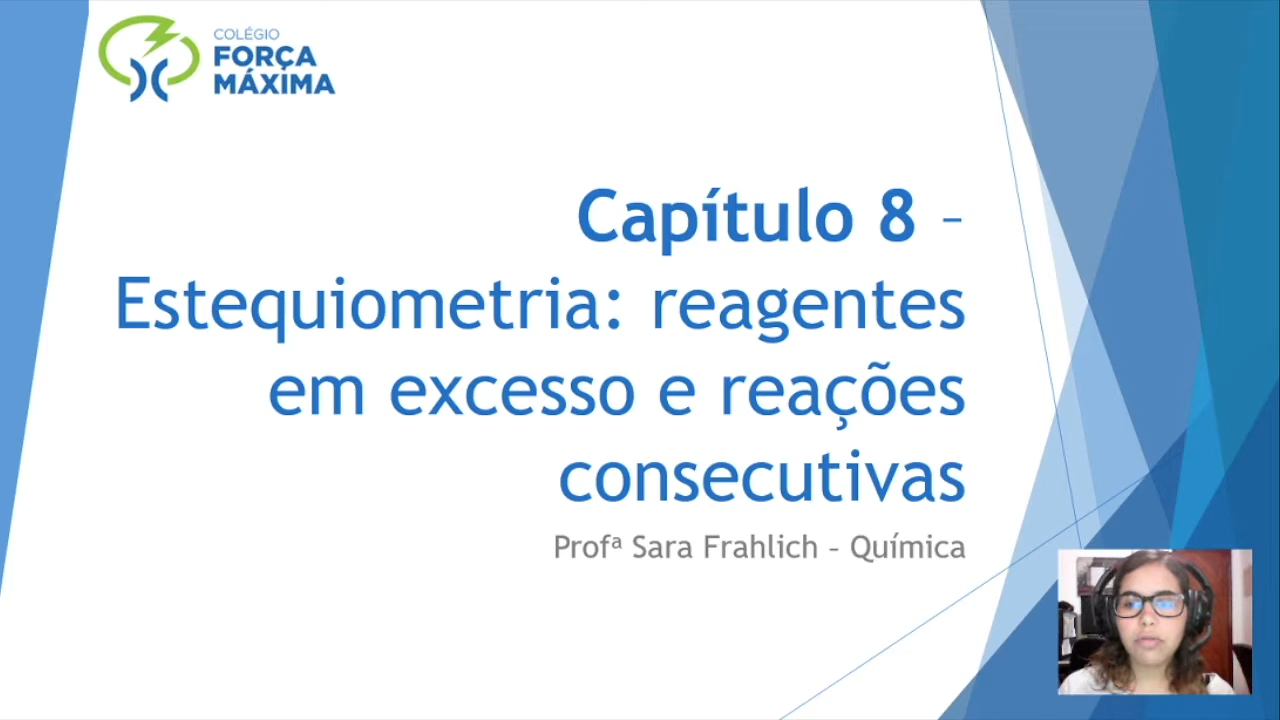 COLÉGIO
FORÇA
MÁXIMA
Capítulo 8 –
Estequiometria: reagentes
em excesso e reações
consecutivas
Profª Sara Frahlich – Química